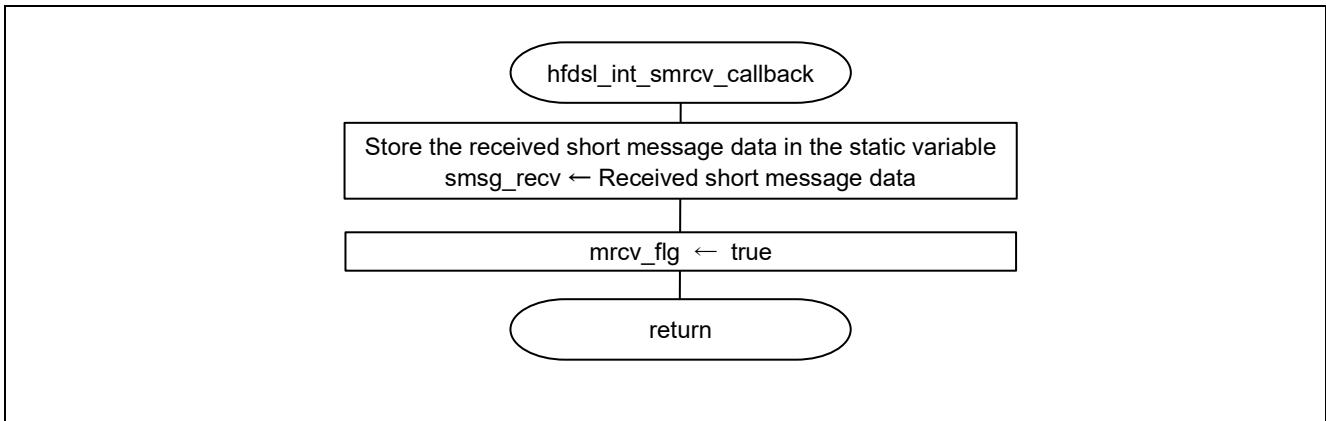 hfdsl_int_smrcv_callback
Store the received short message data in the static variable
smsg_recv ← Received short message data
mrcv_flg ← true
return